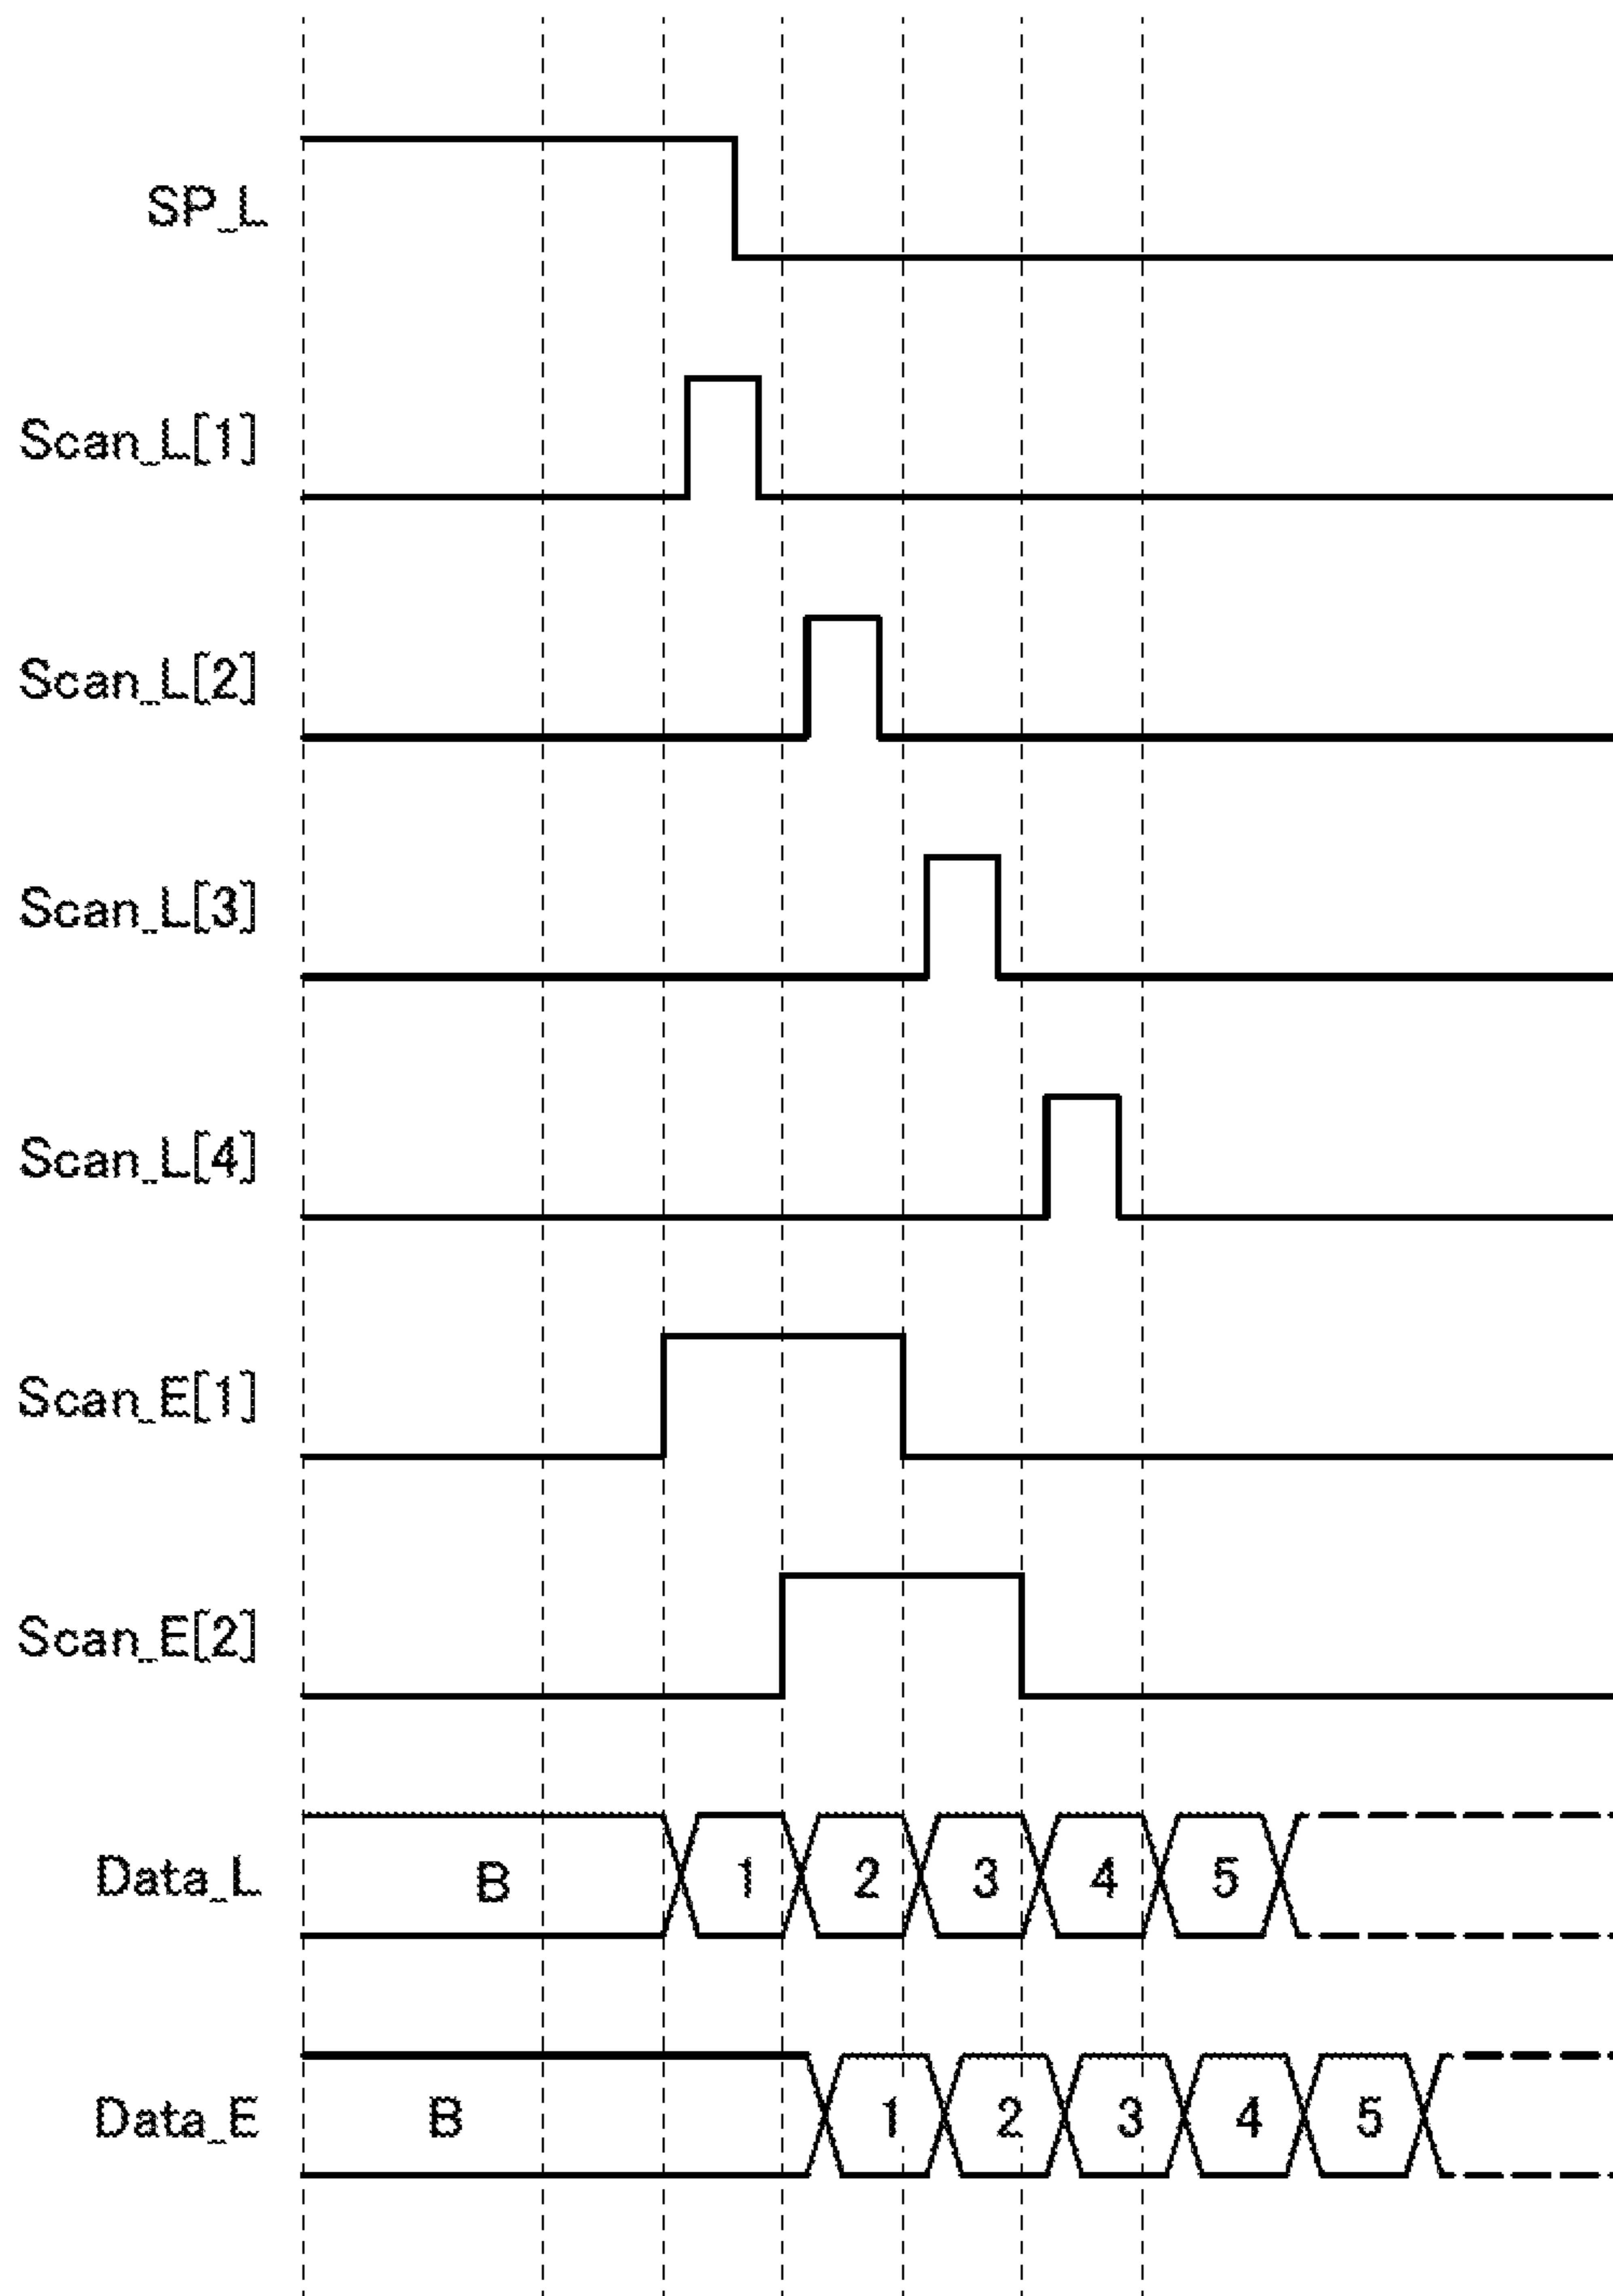 SP_L
Scan_L[1]
Scan_L[2]
Scan_L[3]
Scan_L[4]
Scan_E[1]
Scan_E[2]
Data_L B 1 2 3 4 5
Data_E B 1 2 3 4 5